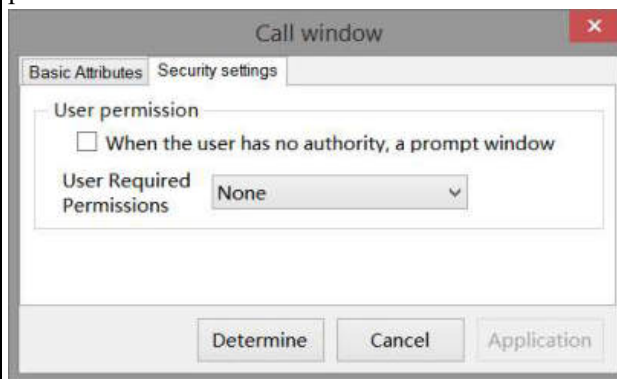 Call window
Basic Attributes Security settings
User permission
When the user has no authority, a prompt window
User Required
Permissions
None
Determine Cancel Application